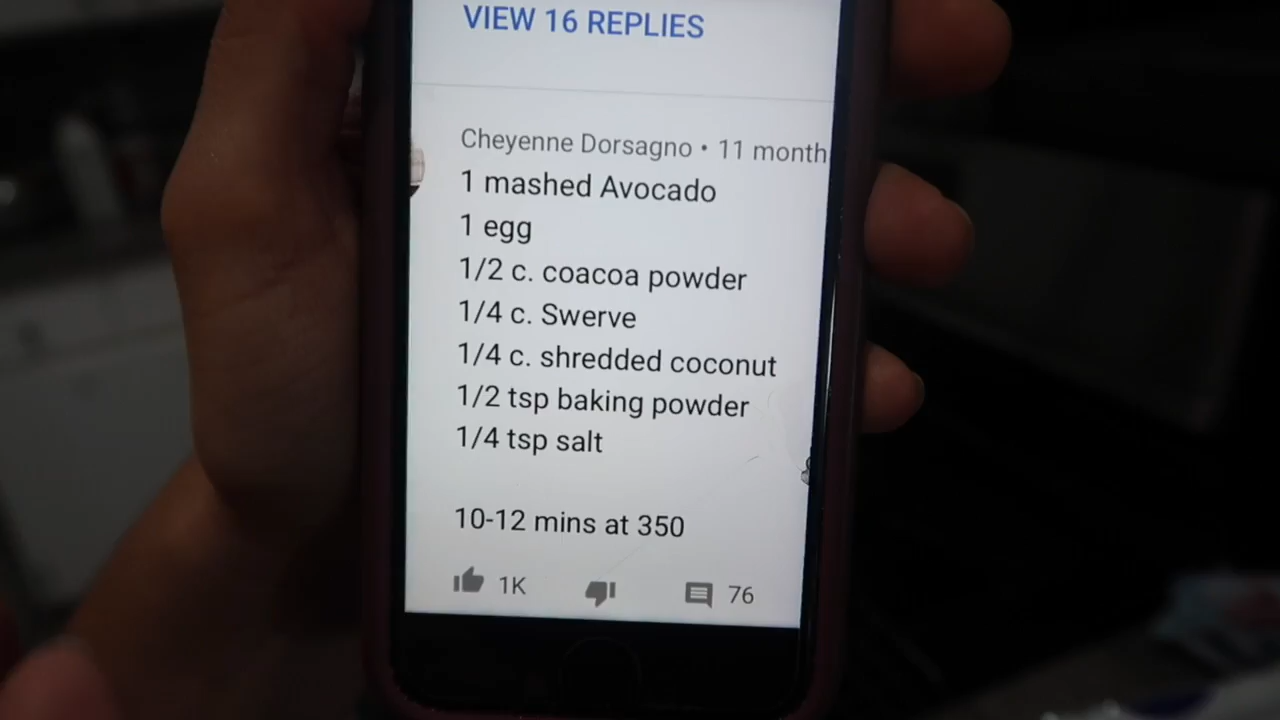 VIEW 16 REPLIES
Cheyenne Dorsagno • 11 month
1 mashed Avocado
1 egg
1/2 c. coacoa powder
1/4 c. Swerve
1/4 c. shredded coconut
1/2 tsp baking powder
1/4 tsp salt
10-12 mins at 350
1K 76